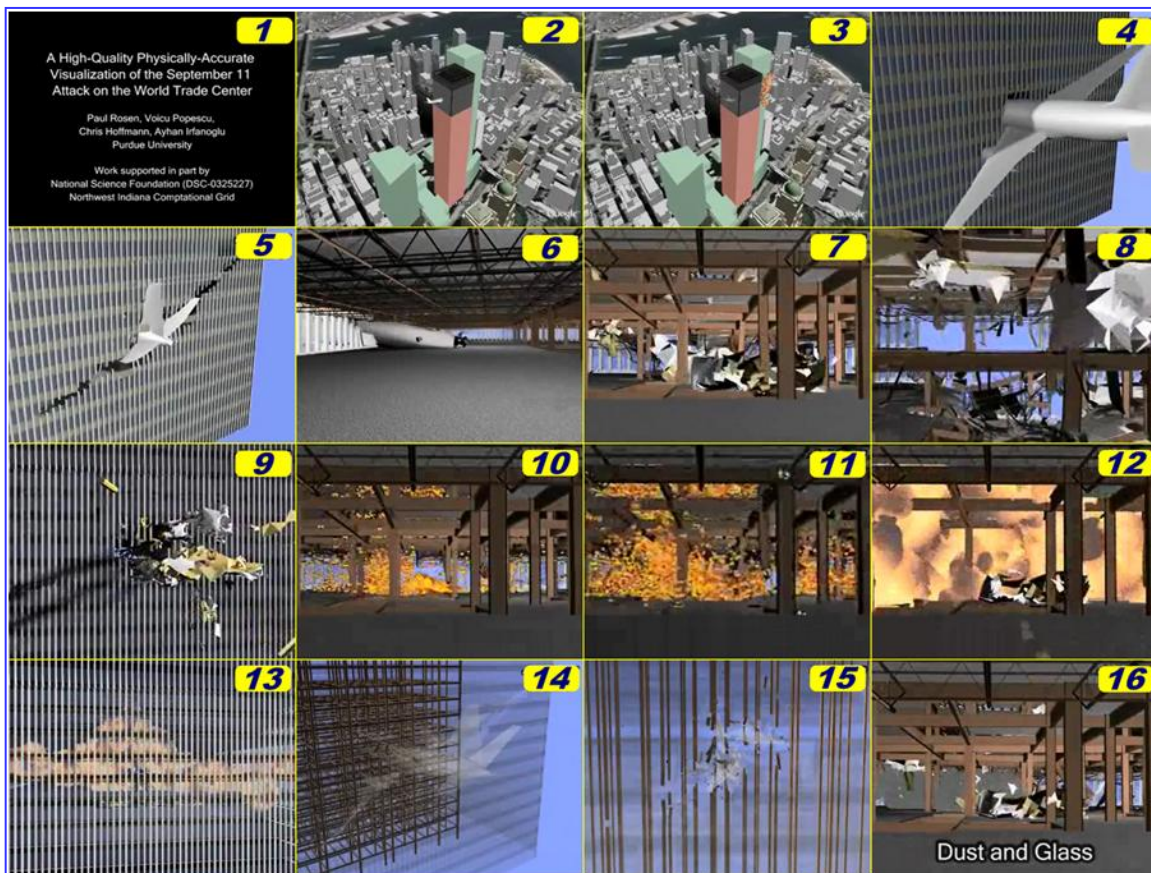 1
A High-Quality Physically-Accurate
Visualization of the September 11
Attack on the World Trade Center
Paul Rosen, Voicu Popescu,
Chris Hoffmann, Ayhan Irfanoglu
Purdue University
Work supported in part by
National Science Foundation (DSC-0325227)
Northwest Indiana Comptational Grid
2
Google
3
Google
4
5
6
7
8
9
10
11
12
13
14
15
16
Dust and Glass